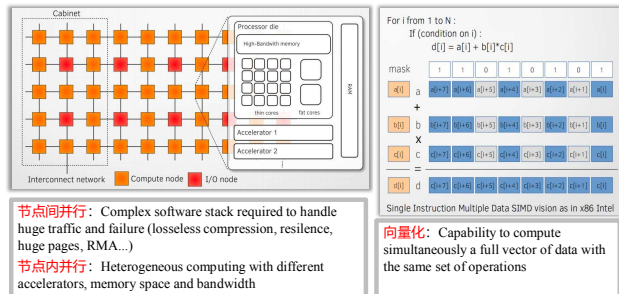 Cabinet
Processor die
High-Bandwith memory
thin cores
fat cores
RAM
Accelerator 1
Accelerator 2
Interconnect network
Compute node
I/O node
节点间并行：Complex software stack required to handle
huge traffic and failure (losseless compression, resilence,
huge pages, RMA...)
节点内并行：Heterogeneous computing with different
accelerators, memory space and bandwidth
For i from 1 to N :
If (condition on i) :
d[i] = a[i] + b[i]*c[i]
mask 1 1 0 1 0 1 0 1
a[i] a a[i+7] a[i+6] a[i+5] a[i+4] a[i+3] a[i+2] a[i+1] a[i]
+
b[i] b b[i+7] b[i+6] b[i+5] b[i+4] b[i+3] b[i+2] b[i+1] b[i]
x
c[i] c c[i+7] c[i+6] c[i+5] c[i+4] c[i+3] c[i+2] c[i+1] c[i]
=
d[i] d c[i+7] c[i+6] c[i+5] c[i+4] c[i+3] c[i+2] c[i+1] c[i]
Single Instruction Multiple Data SIMD vision as in x86 Intel
向量化：Capability to compute
simultaneously a full vector of data with
the same set of operations